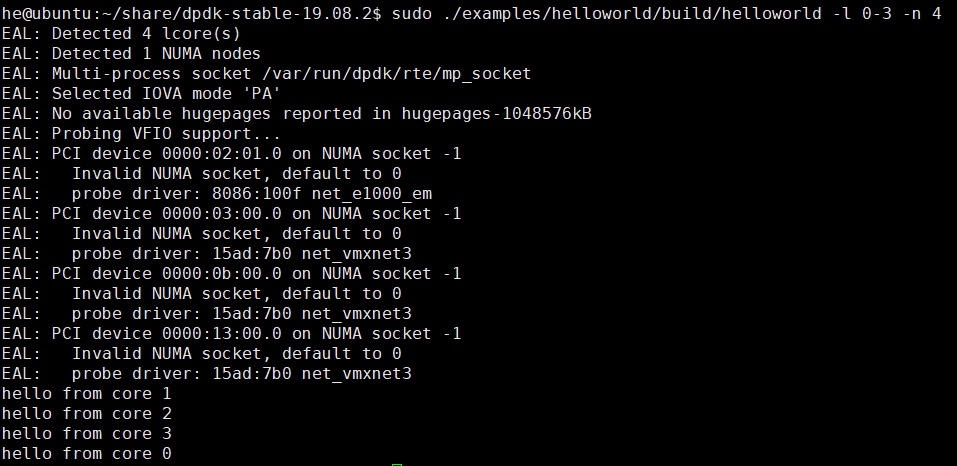 he@ubuntu:~/share/dpdk-stable-19.08.2$ sudo ./examples/helloworld/build/helloworld -l 0-3 -n 4
EAL: Detected 4 lcore(s)
EAL: Detected 1 NUMA nodes
EAL: Multi-process socket /var/run/dpdk/rte/mp_socket
EAL: Selected IOVA mode 'PA'
EAL: No available hugepages reported in hugepages-1048576kB
EAL: Probing VFIO support...
EAL: PCI device 0000:02:01.0 on NUMA socket -1
EAL:   Invalid NUMA socket, default to 0
EAL:   probe driver: 8086:100f net_e1000_em
EAL: PCI device 0000:03:00.0 on NUMA socket -1
EAL:   Invalid NUMA socket, default to 0
EAL:   probe driver: 15ad:7b0 net_vmxnet3
EAL: PCI device 0000:0b:00.0 on NUMA socket -1
EAL:   Invalid NUMA socket, default to 0
EAL:   probe driver: 15ad:7b0 net_vmxnet3
EAL: PCI device 0000:13:00.0 on NUMA socket -1
EAL:   Invalid NUMA socket, default to 0
EAL:   probe driver: 15ad:7b0 net_vmxnet3
hello from core 1
hello from core 2
hello from core 3
hello from core 0